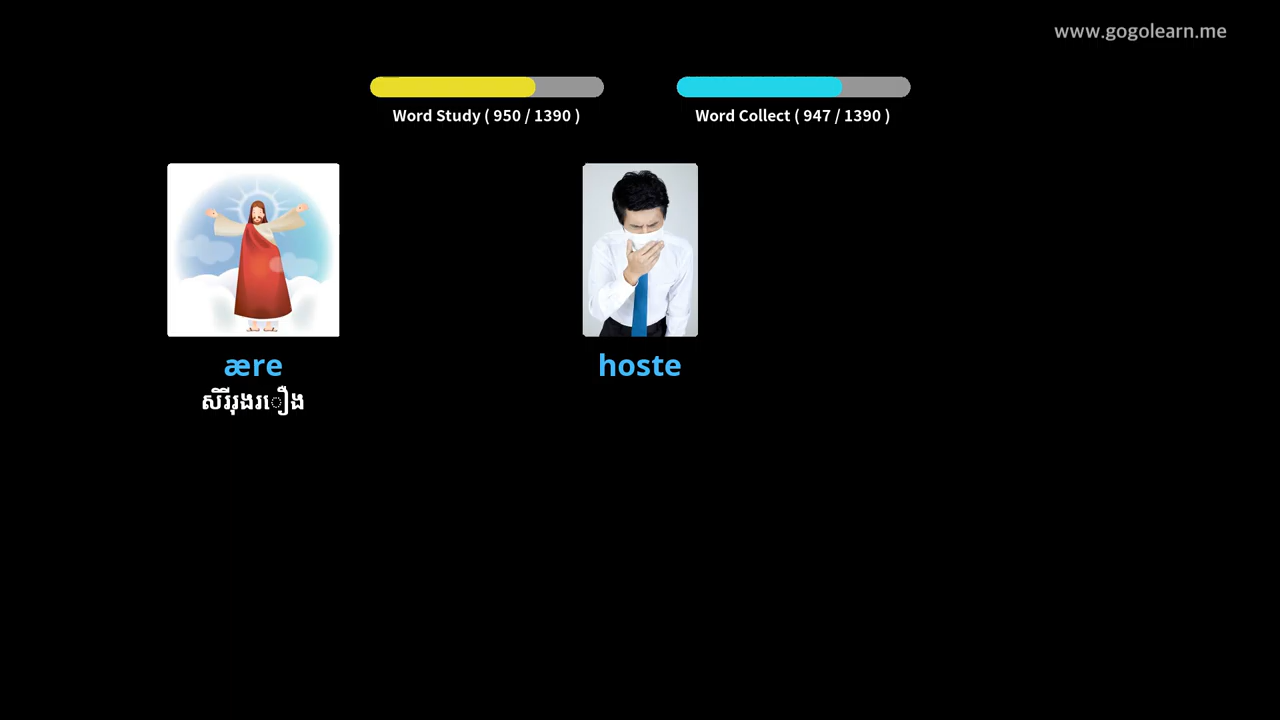 www.gogolearn.me
Word Study ( 950 / 1390 )
Word Collect ( 947 / 1390 )
ære
hoste
សិរីរុងរឿង